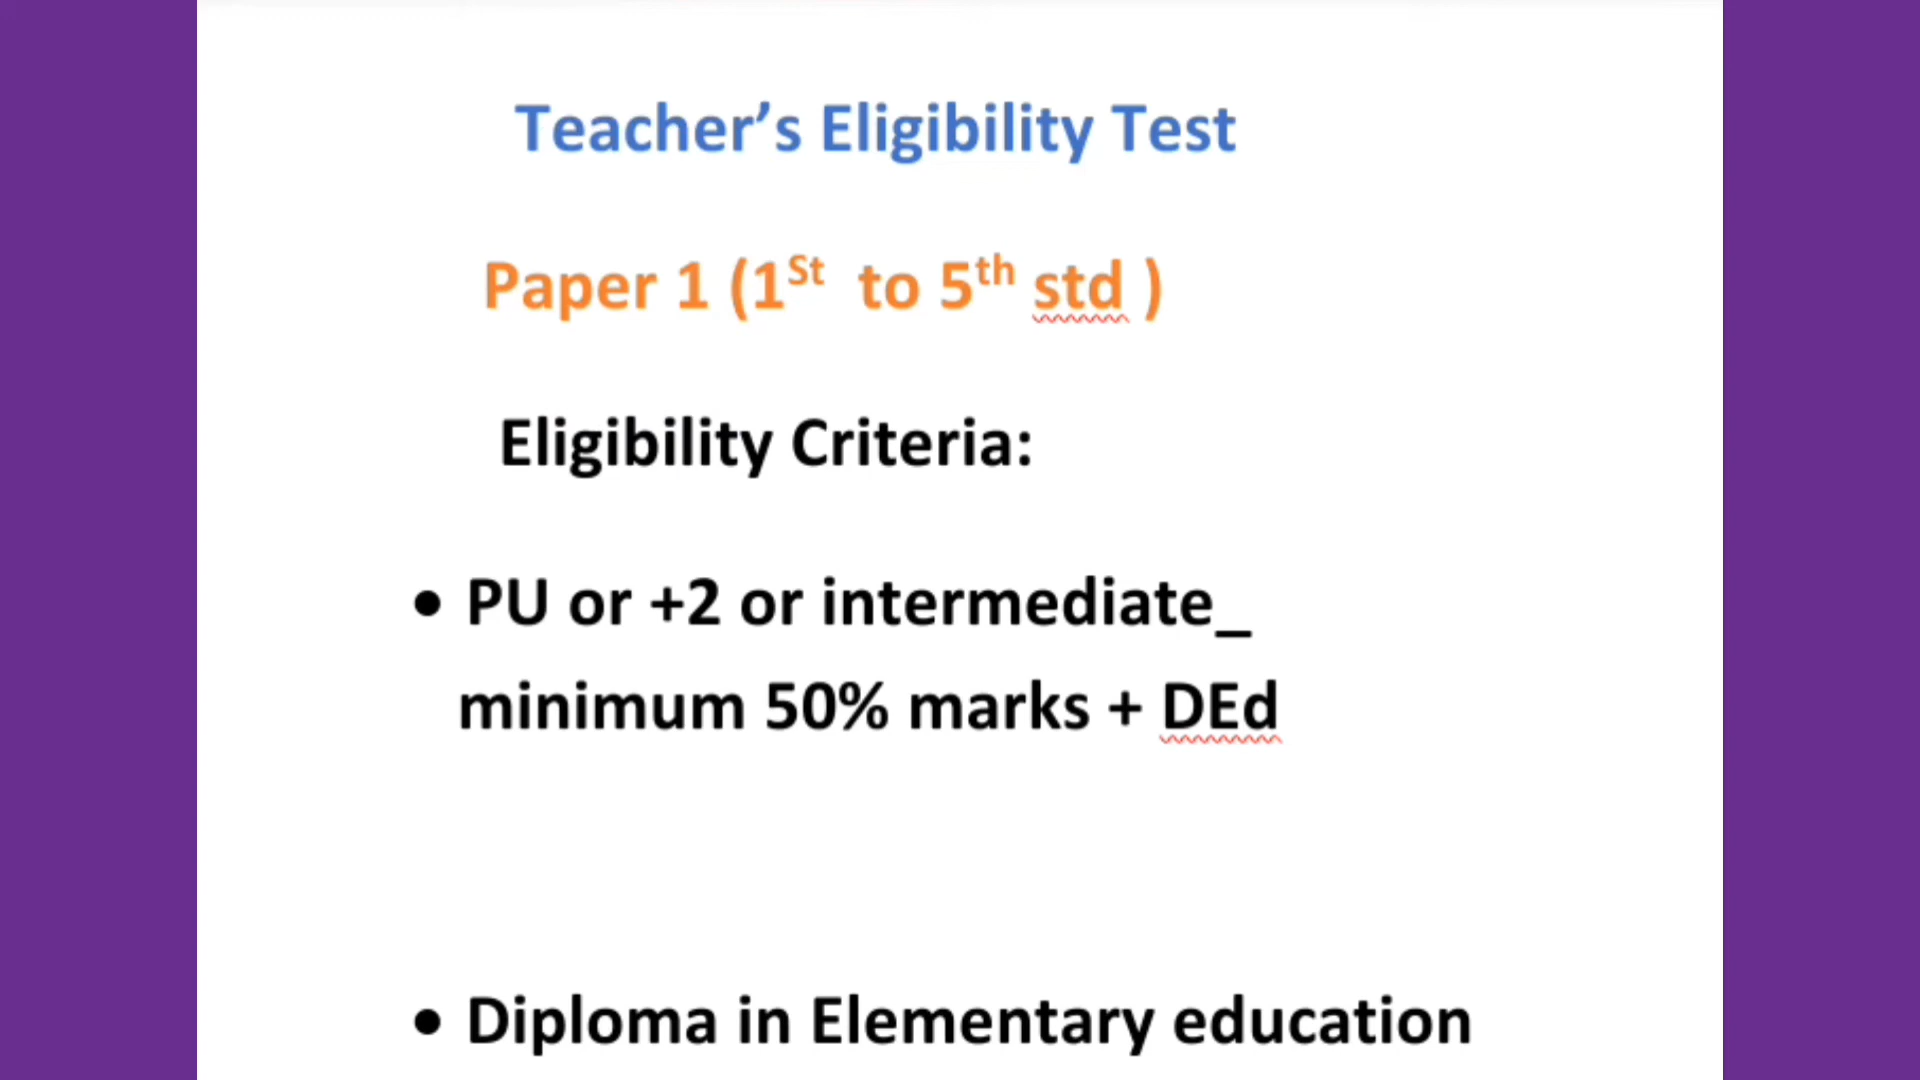 Teacher’s Eligibility Test
Paper 1 (1St to 5th std )
Eligibility Criteria:
• PU or +2 or intermediate_
minimum 50% marks + DEd
• Diploma in Elementary education